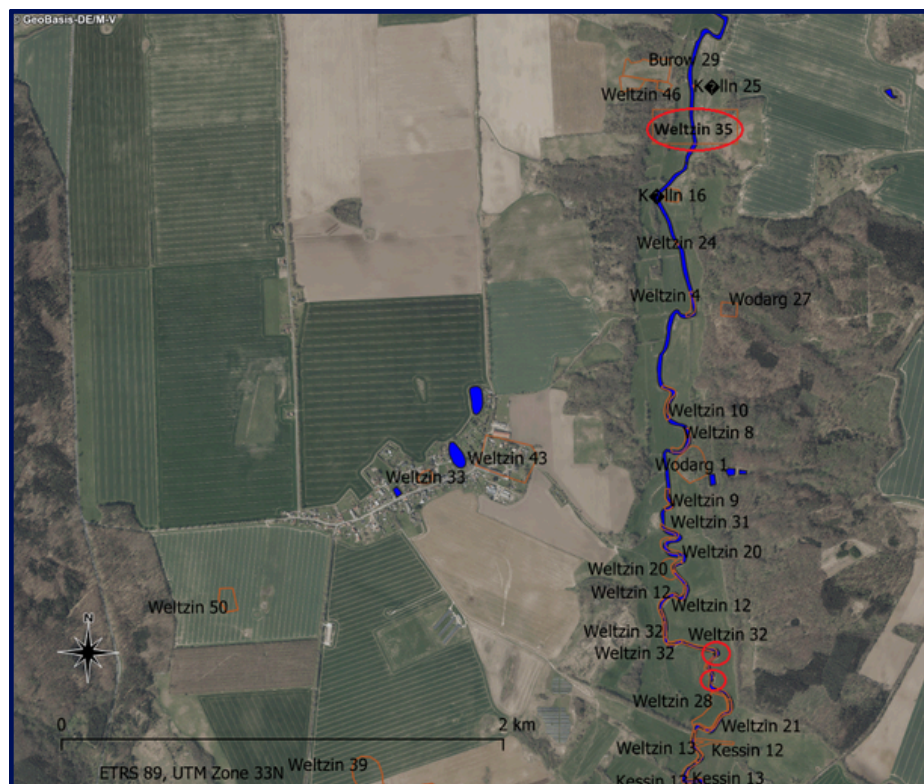 © GeoBasis-DE/M-V
Burow 29
K�lln 25
Weltzin 46
Weltzin 35
K�lln 16
Weltzin 24
Weltzin 4
Wodarg 27
Weltzin 10
Weltzin 8
Weltzin 43
Wodarg 1
Weltzin 33
Weltzin 9
Weltzin 31
Weltzin 20
Weltzin 20
Weltzin 12
Weltzin 12
Weltzin 50
Weltzin 32
Weltzin 32
Weltzin 32
N
Weltzin 28
0
2 km
Weltzin 21
Weltzin 13
Kessin 12
Weltzin 39
ETRS 89, UTM Zone 33N
Kessin 13
Kessin 13